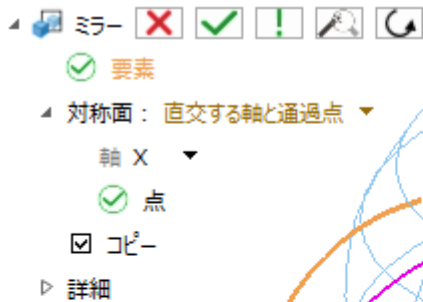 ミラー
要素
対称面： 直交する軸と通過点
軸 X
点
コピー
詳細